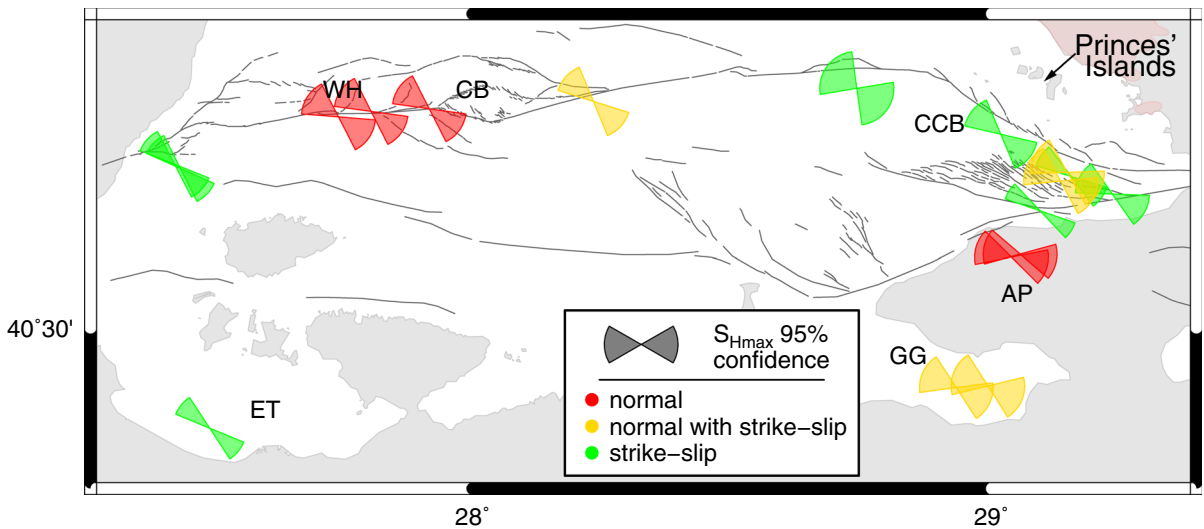 Princes’
Islands
WH
CB
CCB
AP
40˚30'
GG
ET
S_Hmax 95%
confidence
normal
normal with strike−slip
strike−slip
28˚
29˚